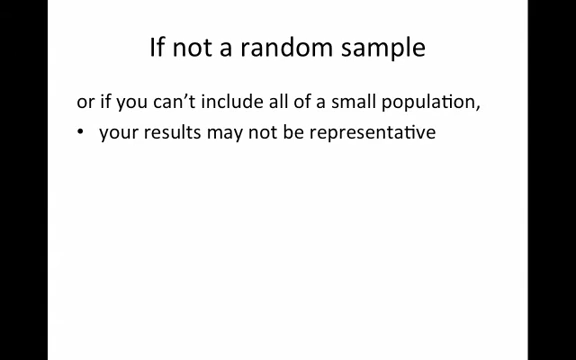 If not a random sample
or if you can't include all of a small population,
• your results may not be representative